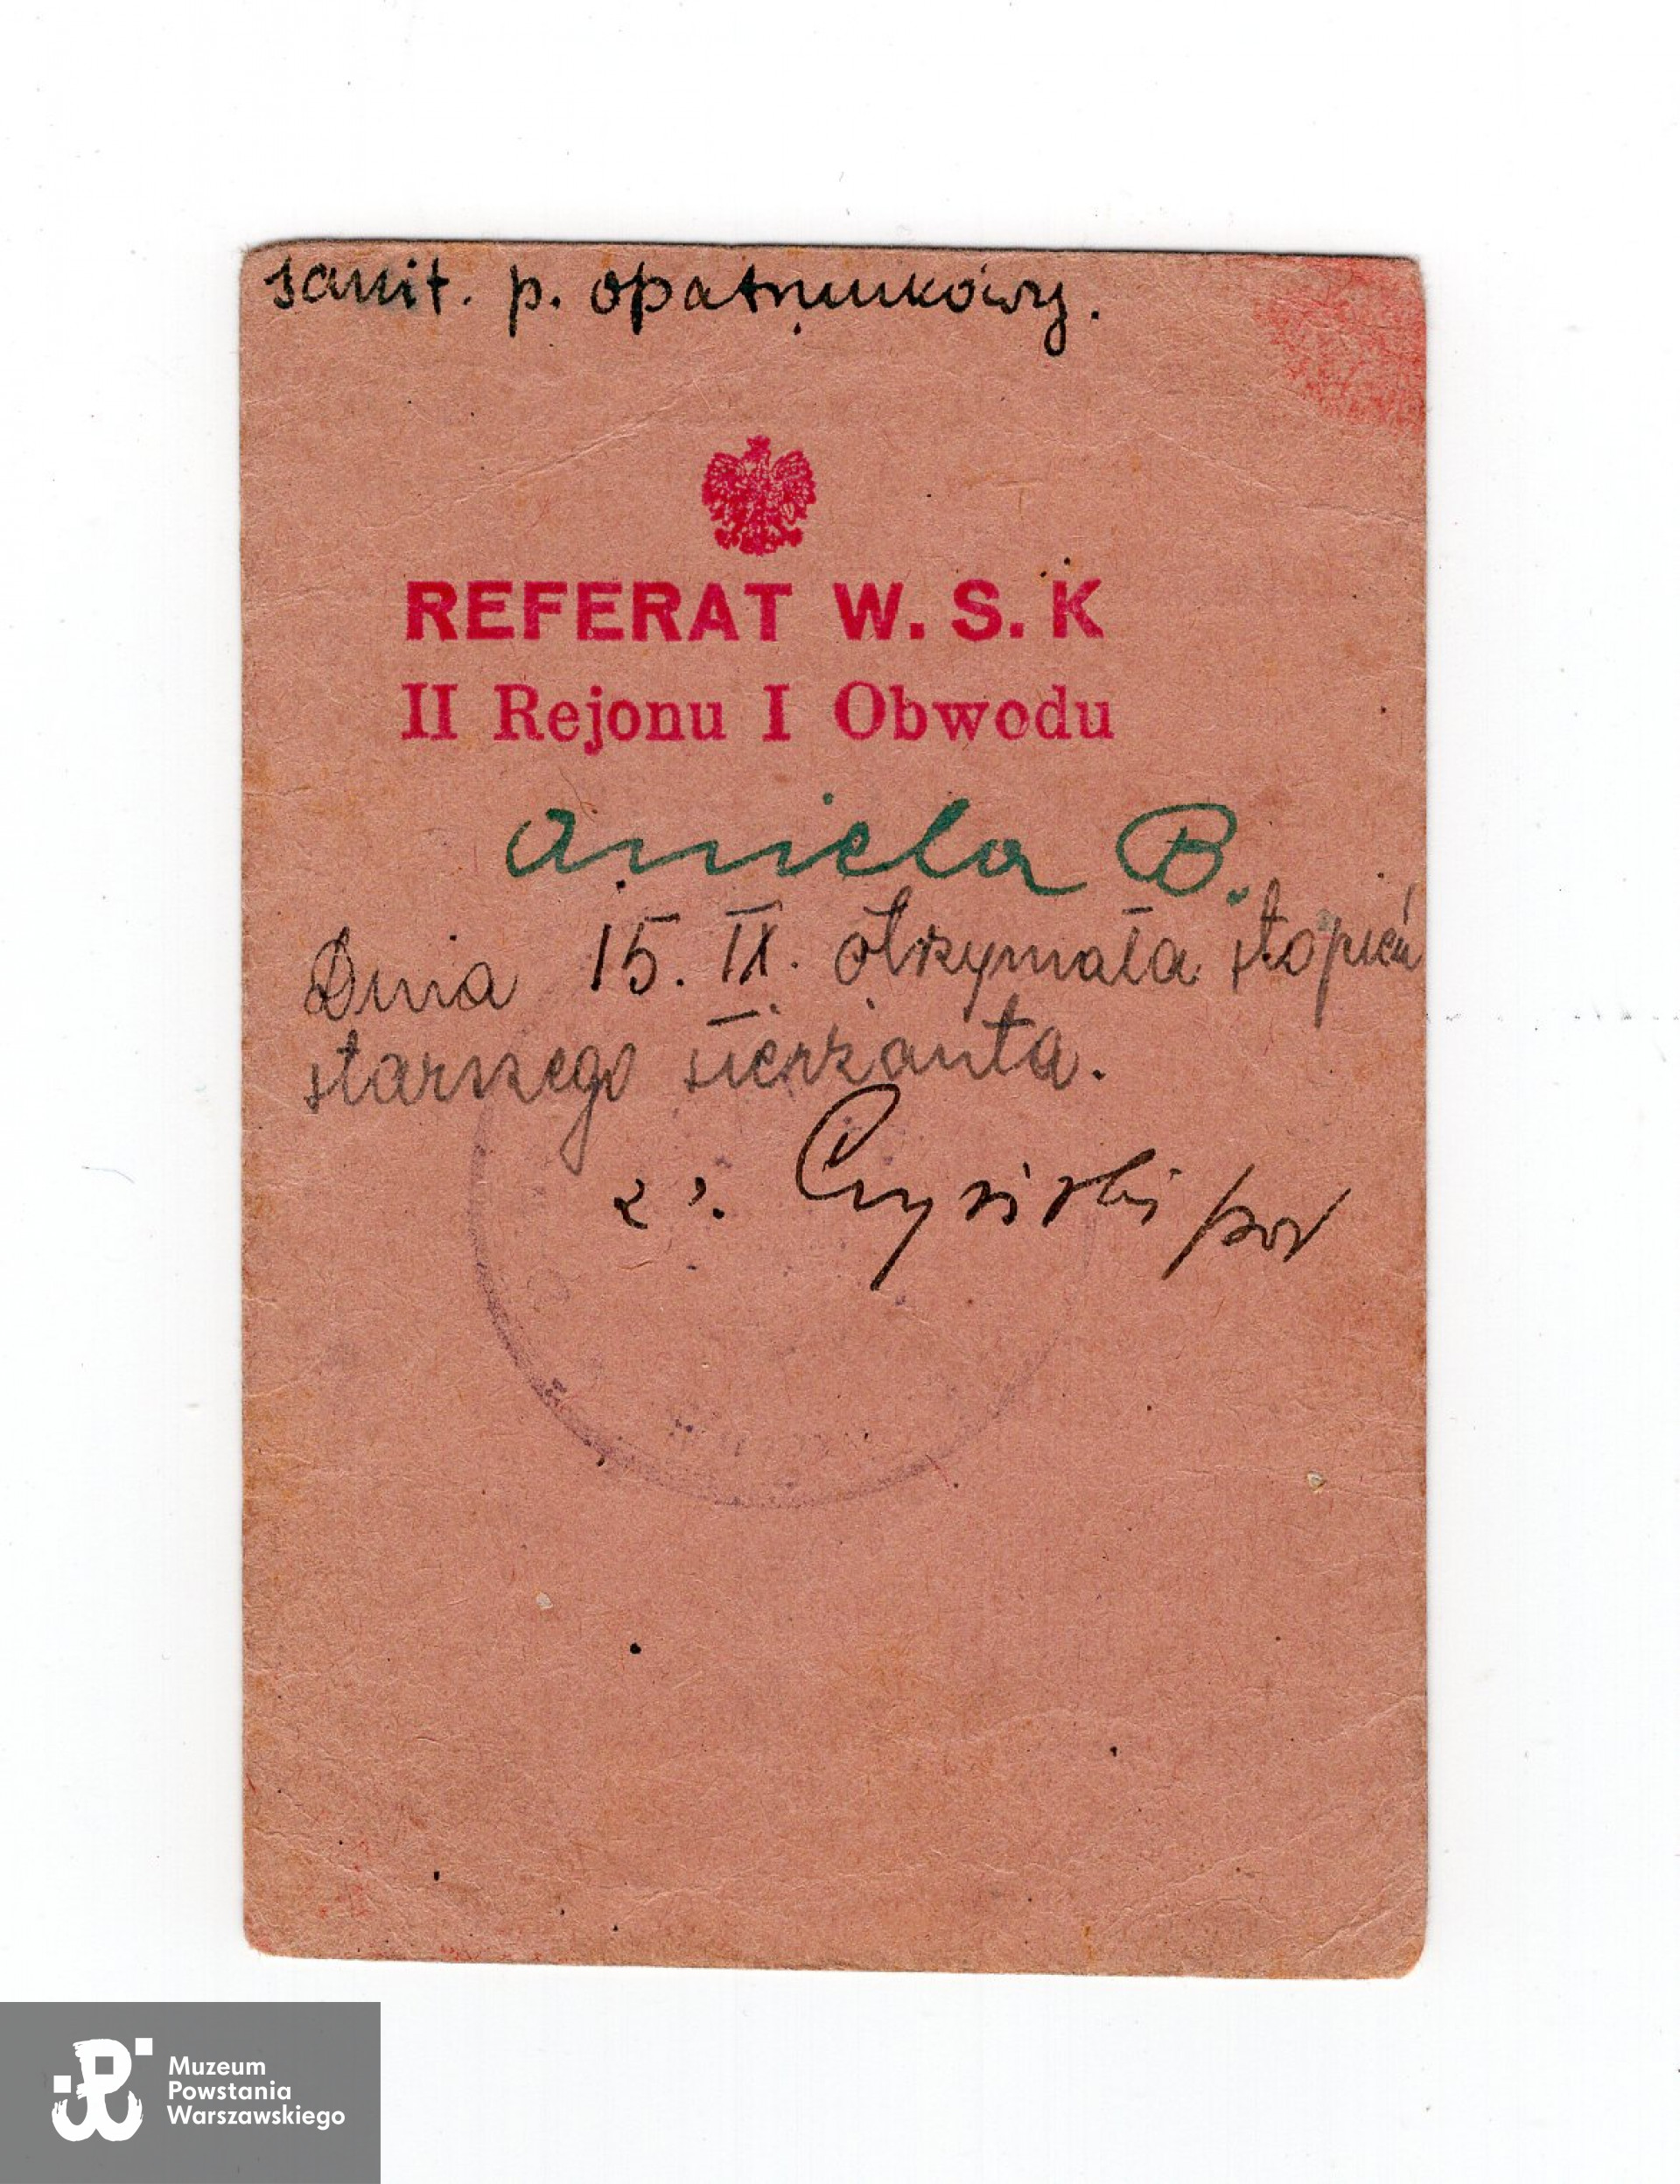 sanit. p. opatrunkowy.
REFERAT W. S. K
II Rejonu I Obwodu
Aniela B.
Dnia 15. IX. otrzymała stopień
starszego sierżanta.
por
Muzeum
Powstania
Warszawskiego